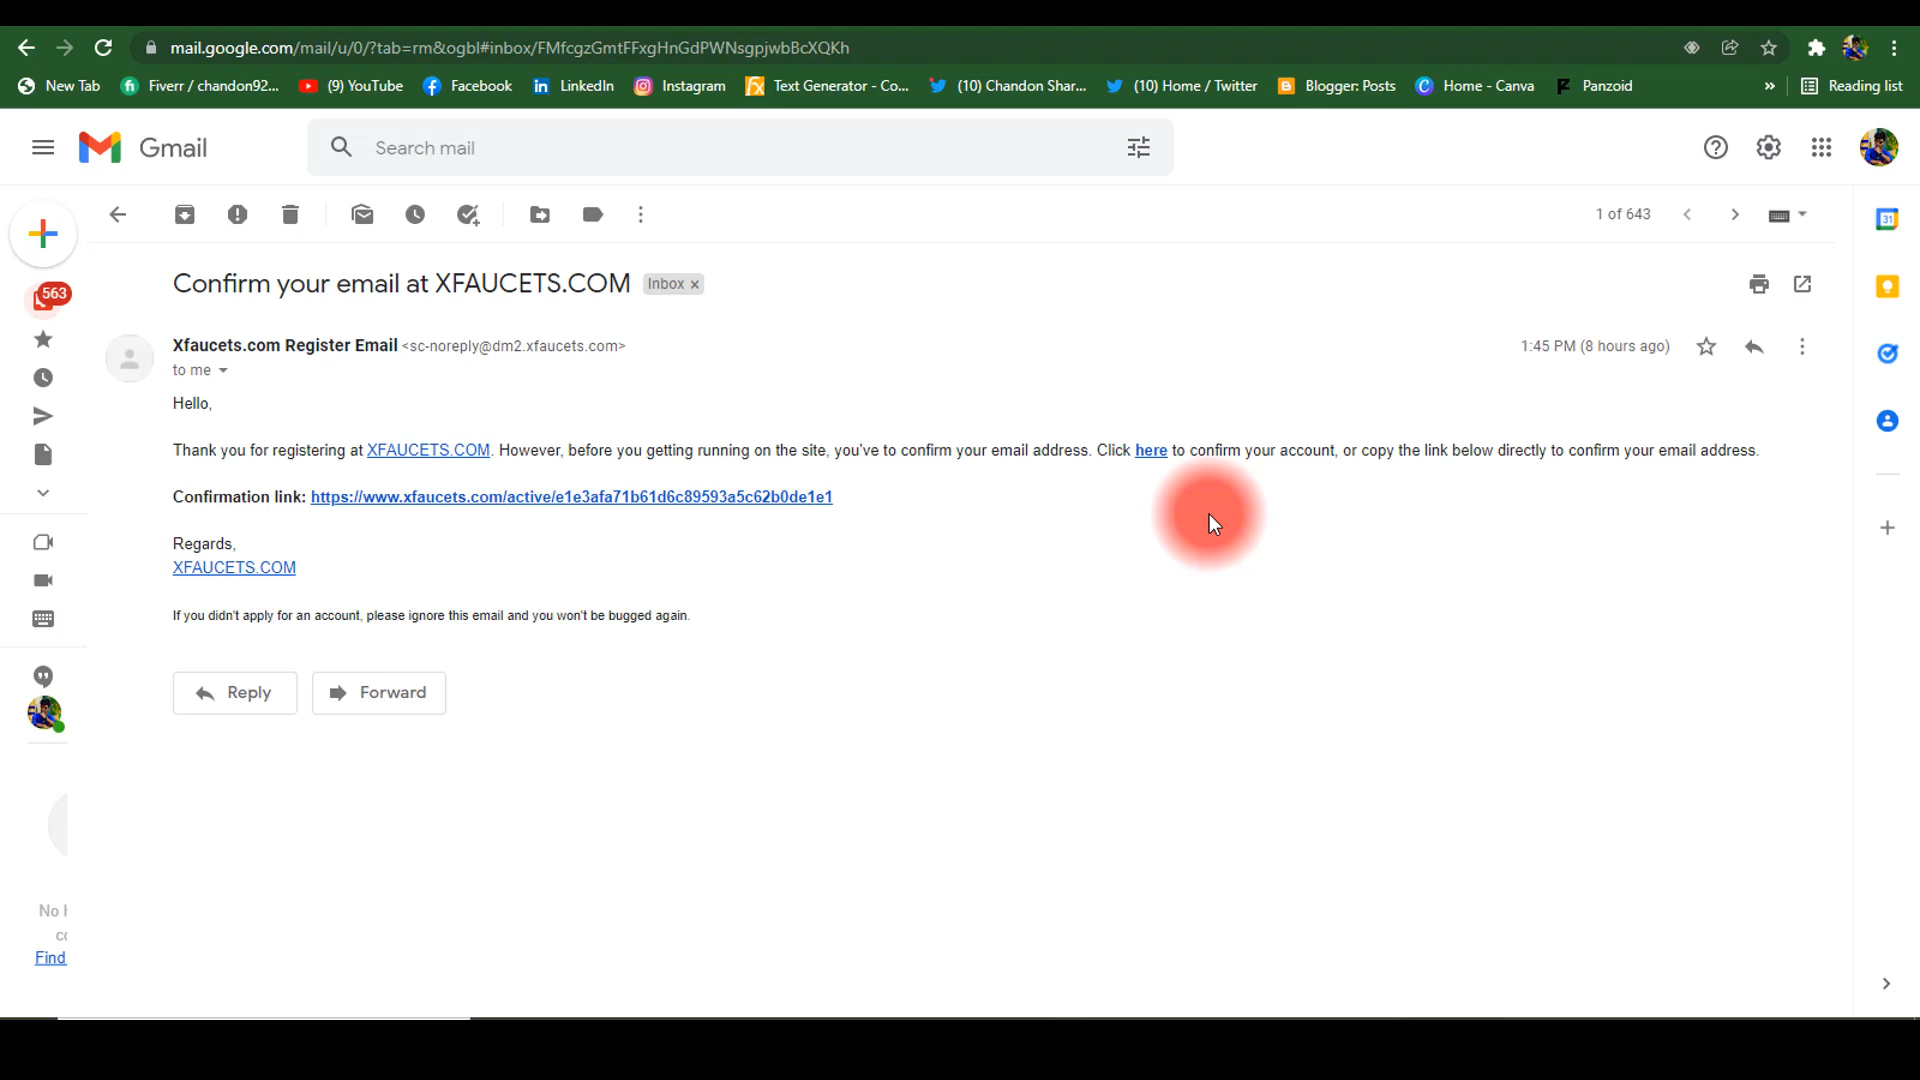 mail.google.com/mail/u/0/?tab=rm&ogbl#inbox/FMfcgzGmtFFxgHnGdPWNsgpjwbBcXQKh
New Tab Fiverr / chandon92... (9) YouTube Facebook LinkedIn Instagram Text Generator - Co... (10) Chandon Shar... (10) Home / Twitter Blogger: Posts Home - Canva Panzoid » Reading list
Gmail Search mail
1 of 643
31
Confirm your email at XFAUCETS.COM Inbox ×
563
Xfaucets.com Register Email <sc-noreply@dm2.xfaucets.com> 1:45 PM (8 hours ago)
to me
Hello,
Thank you for registering at XFAUCETS.COM. However, before you getting running on the site, you've to confirm your email address. Click here to confirm your account, or copy the link below directly to confirm your email address.
Confirmation link: https://www.xfaucets.com/active/e1e3afa71b61d6c89593a5c62b0de1e1
Regards,
XFAUCETS.COM
If you didn't apply for an account, please ignore this email and you won't be bugged again.
Reply Forward
No
Find